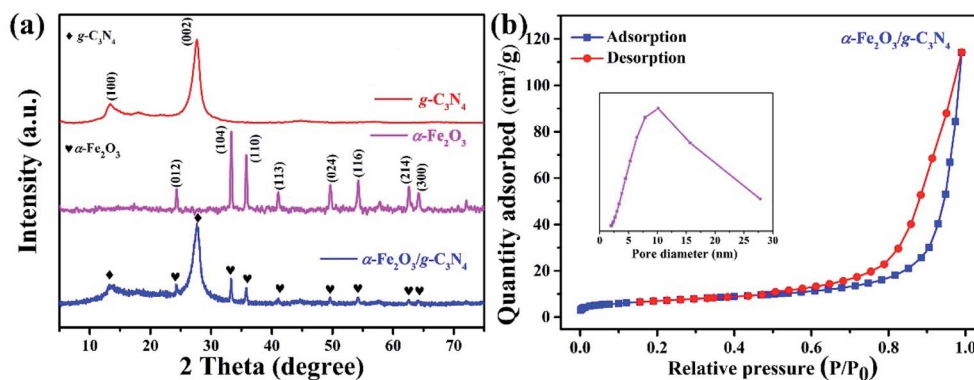 (a)
♦ g-C₃N₄
(002)
(100)
g-C₃N₄
♥ α-Fe₂O₃
(012)
(104)
(110)
(113)
(024)
(116)
(214)
(300)
α-Fe₂O₃
α-Fe₂O₃/g-C₃N₄
Intensity (a.u.)
10 20 30 40 50 60 70
2 Theta (degree)
(b)
Adsorption
Desorption
α-Fe₂O₃/g-C₃N₄
Quantity adsorbed (cm³/g)
120
100
80
60
40
20
0
0 5 10 15 20 25 30
Pore diameter (nm)
0.0 0.2 0.4 0.6 0.8 1.0
Relative pressure (P/P₀)